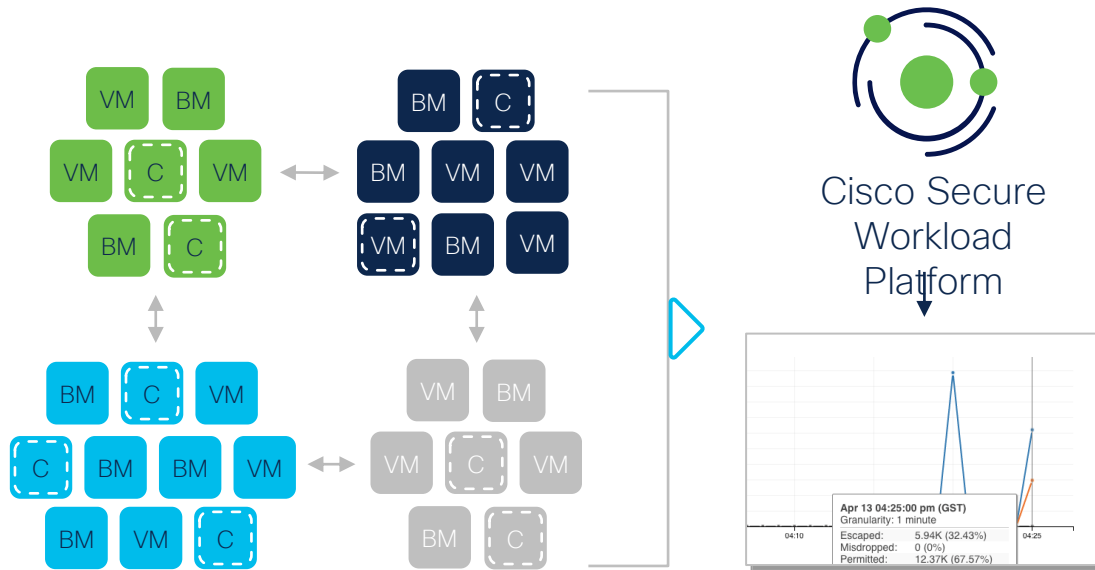 VM BM
VM C VM
BM C
BM C
BM VM VM
VM BM VM
BM C VM
C BM BM VM
BM VM C
VM BM
VM C VM
BM C
Cisco Secure
Workload
Platform
Apr 13 04:25:00 pm (GST)
Granularity: 1 minute
Escaped: 5.94K (32.43%)
Misdropped: 0 (0%)
Permitted: 12.37K (67.57%)
04:10
04:25